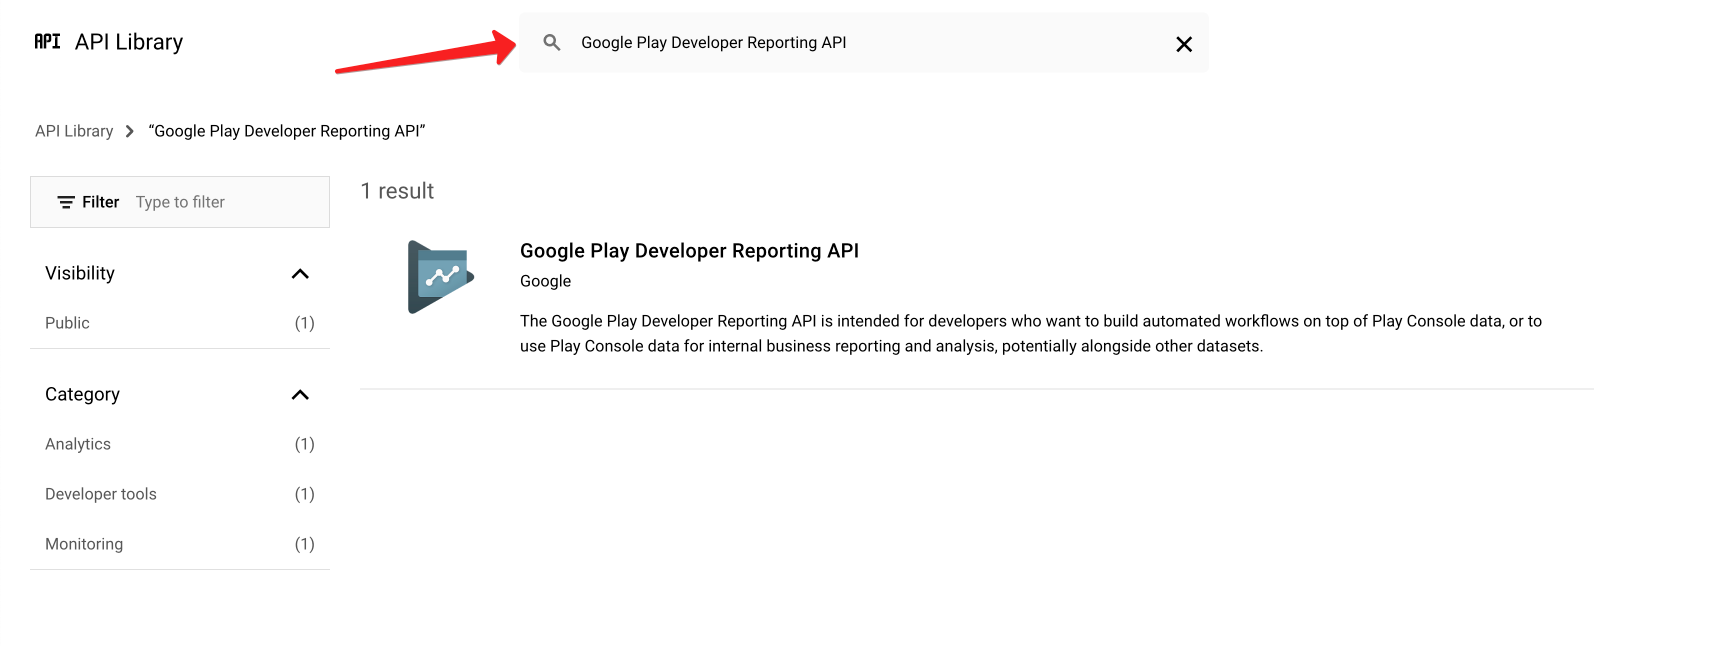 API API Library
Google Play Developer Reporting API
API Library “Google Play Developer Reporting API”
Filter Type to filter
1 result
Visibility
Public (1)
Category
Analytics (1)
Developer tools (1)
Monitoring (1)
Google Play Developer Reporting API
Google
The Google Play Developer Reporting API is intended for developers who want to build automated workflows on top of Play Console data, or to
use Play Console data for internal business reporting and analysis, potentially alongside other datasets.